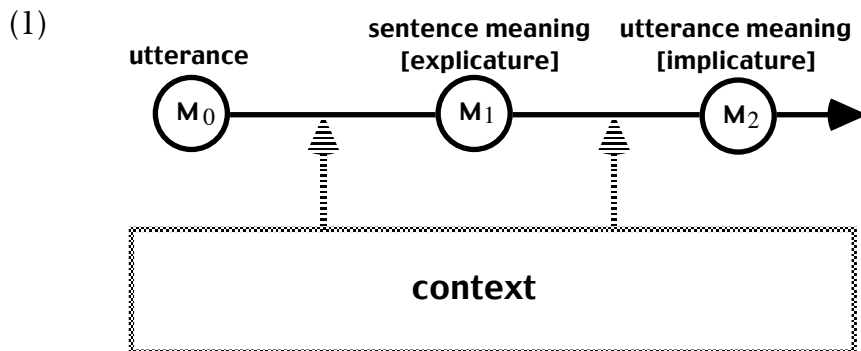 (1)
utterance
sentence meaning
[explicature]
utterance meaning
[implicature]
M0
M1
M2
context